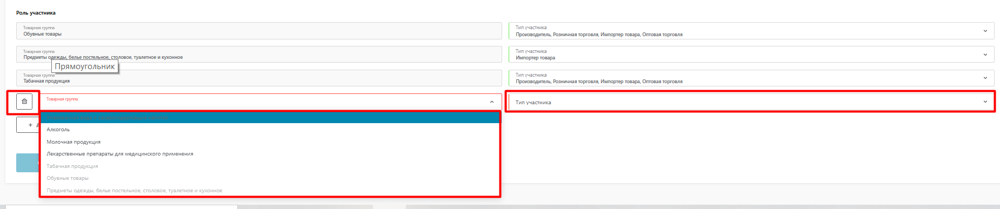 Роль участника
Товарная группа
Обувные товары
Тип участника
Производитель, Розничная торговля, Импортер товара, Оптовая торговля
Товарная группа
Предметы одежды, белье постельное, столовое, туалетное и кухонное
Тип участника
Импортер товара
Прямоугольник
Товарная группа
Табачная продукция
Тип участника
Производитель, Розничная торговля, Импортер товара, Оптовая торговля
Товарная группа
Тип участника
+
Алкоголь
Молочная продукция
Лекарственные препараты для медицинского применения
Табачная продукция
Обувные товары
Предметы одежды, белье постельное, столовое, туалетное и кухонное